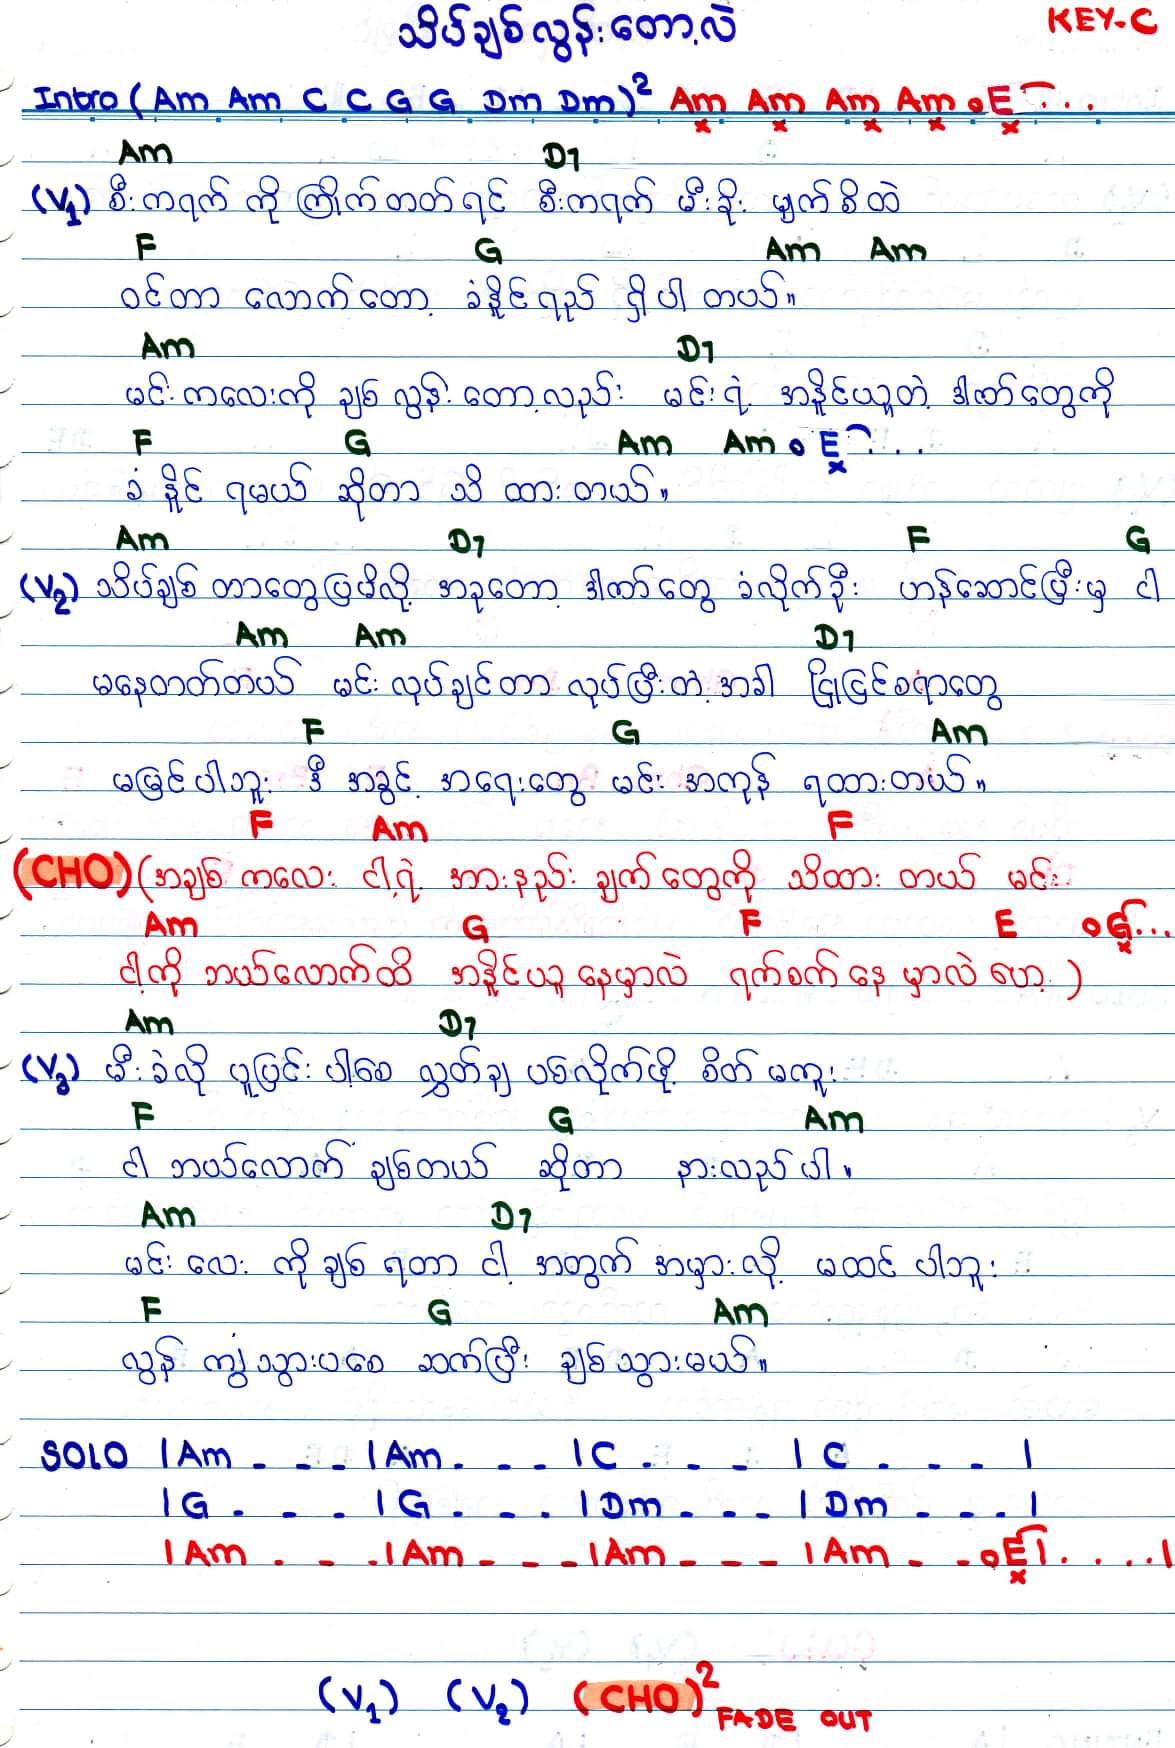 သိပ်ချစ်လွန်းတော့လဲ
KEY-C
Intro ( Am Am C C G G Dm Dm )² Am Am Am Am E ...
Am D7
(V1) စီးကရက် ကို ကြိုက်တတ်ရင် စီးကရက် မီးခိုး မျက်စိထဲ
F G Am Am
ဝင်တာ လောက်တော့ ခံနိုင်ရည် ရှိပါ တယ်။
Am D7
မင်းကလေးကို ချစ်လွန်းတော့လည်း မင်းရဲ့ အနိုင်ယူတဲ့ ဒါဏ်တွေကို
F G Am Am E ....
ခံ နိုင် ရမယ် ဆိုတာ သိ ထားတယ်။
Am D7 F G
(V2) သိပ်ချစ်တာတွေပြဖို့လို့ အခုတော့ ဒါဏ်တွေ ခံလိုက်ဦး ဟန်ဆောင်ပြီးမှ ငါ
Am Am D7
မနေတတ်တယ် မင်းလုပ်ချင်တာလုပ်ပြီးတဲ့အခါ ငြိုငြင်စရာတွေ
F G Am
မမြင်ပါဘူး ဒီ အခွင့် အရေးတွေ မင်း အကုန် ရထားတယ်။
F Am F
(CHO) (အချစ်ကလေး ငါ့ရဲ့ အားနည်းချက်တွေကို သိထားတယ် မင်း
Am G F E G...
ငါ့ကို ဘယ်လောက်ထိ အနိုင်ယူနေမှာလဲ ရက်စက်နေမှာလဲဟေ့ )
Am D7
(V3) မီးခဲလို ပူပြင်းပါစေ လွှတ်ချ ပစ်လိုက်ဖို့ စိတ်မကူး
F G Am
ငါ ဘယ်လောက် ချစ်တယ် ဆိုတာ နားလည်ပါ။
Am D7
မင်းလေးကိုချစ်ရတာ ငါ့ အတွက် အမှားလို့ မထင်ပါဘူး
F G Am
လွန် ကျွံသွားပစေ ဆက်ပြီး ချစ်သွားမယ်။
SOLO | Am - - - | Am - - - | C - - - | C - - - |
| G - - - | G - - - | Dm - - - | Dm - - - |
| Am - - - | Am - - - | Am - - - | Am - - E ....|
(V1) (V2) (CHO)² FADE OUT